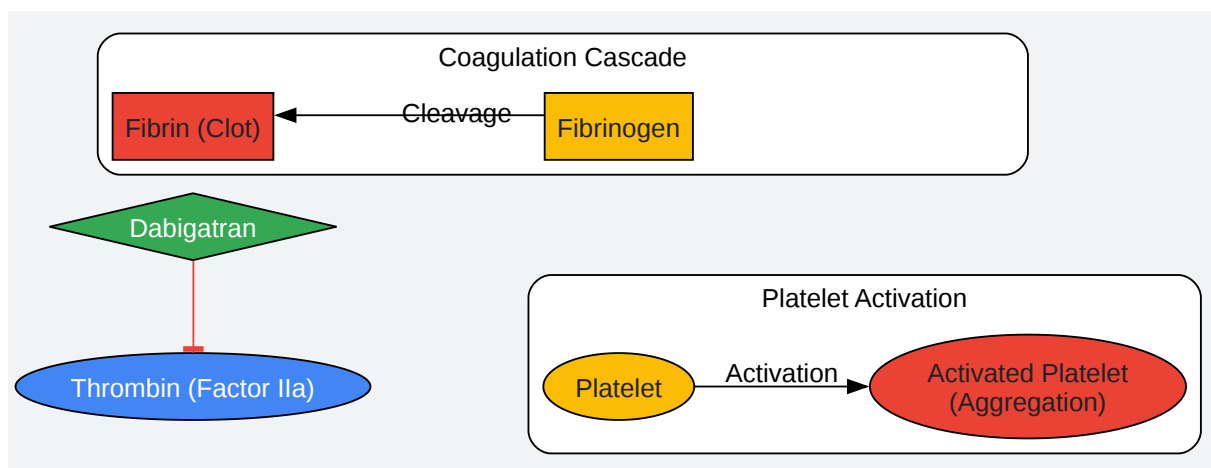 Coagulation Cascade
Fibrin (Clot)
Cleavage
Fibrinogen
Dabigatran
Platelet Activation
Thrombin (Factor IIa)
Platelet
Activation
Activated Platelet
(Aggregation)